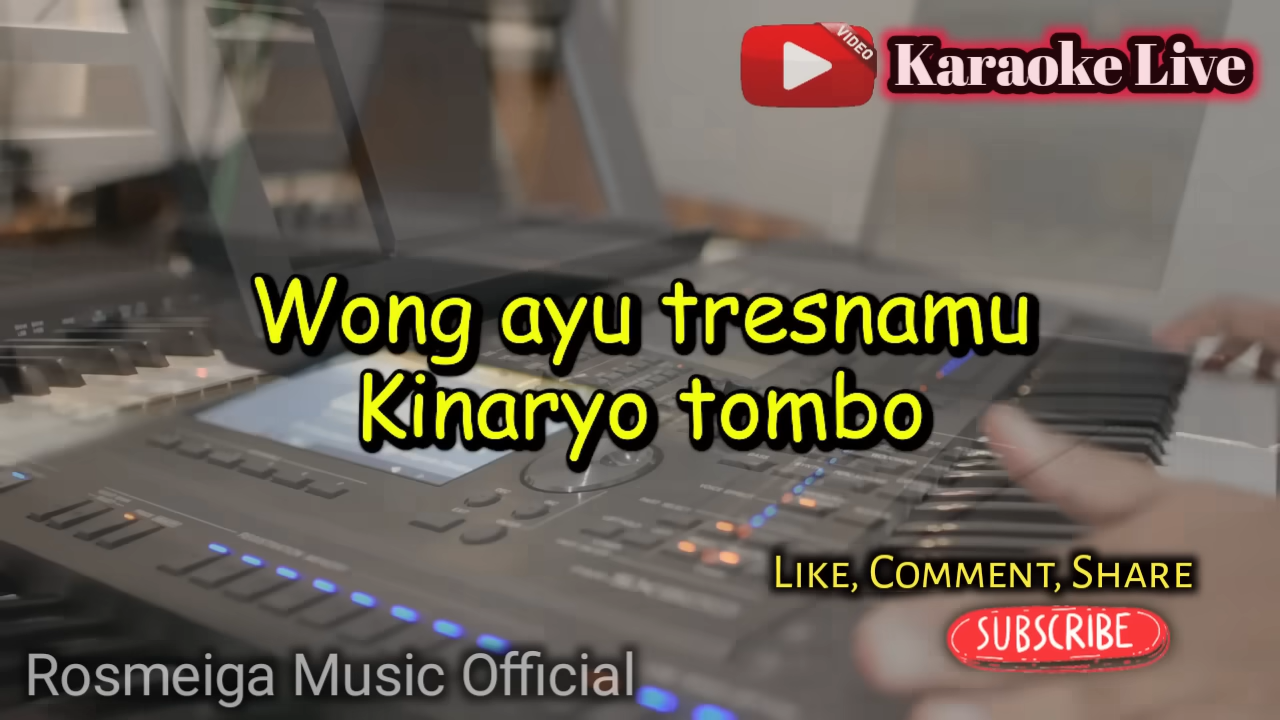 VIDEO
Karaoke Live
Wong ayu tresnamu
Kinaryo tombo
Like, Comment, Share
SUBSCRIBE
Rosmeiga Music Official